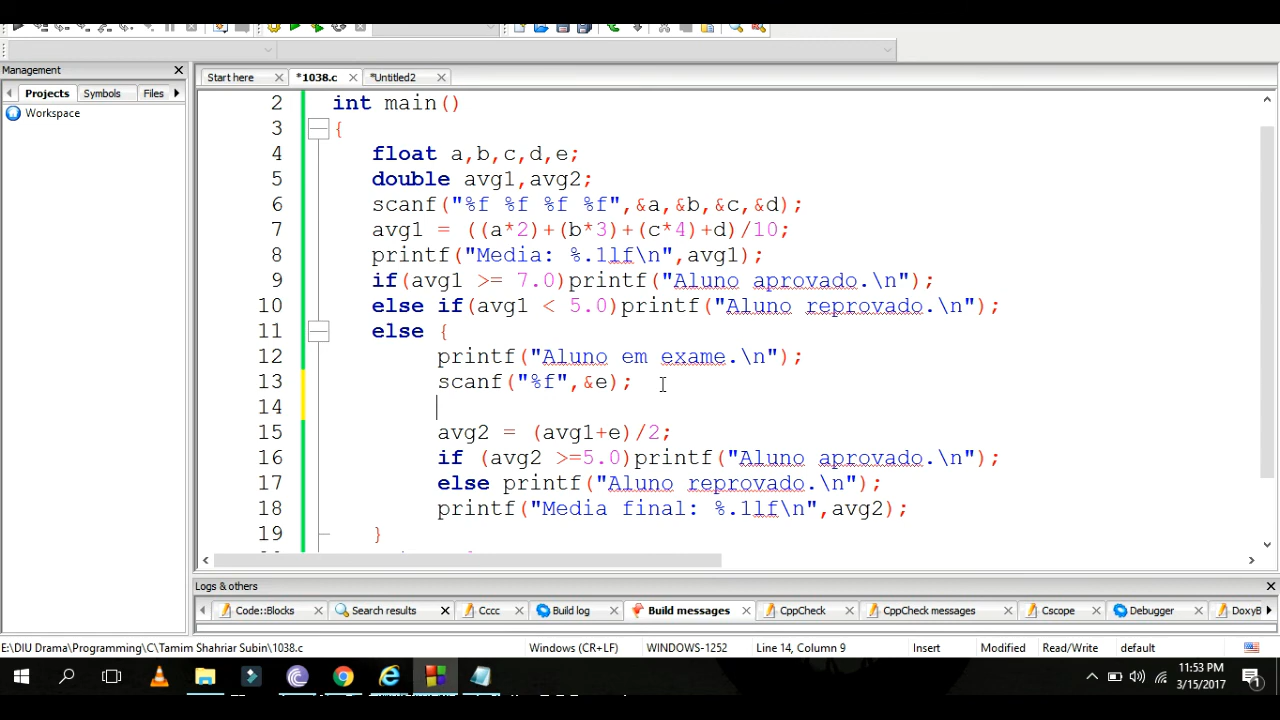 Management
Projects Symbols Files
Workspace
Start here *1038.c *Untitled2
2 int main()
3 {
4 float a,b,c,d,e;
5 double avg1,avg2;
6 scanf("%f %f %f %f",&a,&b,&c,&d);
7 avg1 = ((a*2)+(b*3)+(c*4)+d)/10;
8 printf("Media: %.1lf\n",avg1);
9 if(avg1 >= 7.0)printf("Aluno aprovado.\n");
10 else if(avg1 < 5.0)printf("Aluno reprovado.\n");
11 else {
12 printf("Aluno em exame.\n");
13 scanf("%f",&e);
14
15 avg2 = (avg1+e)/2;
16 if (avg2 >=5.0)printf("Aluno aprovado.\n");
17 else printf("Aluno reprovado.\n");
18 printf("Media final: %.1lf\n",avg2);
19 }
Logs & others
Code::Blocks Search results Cccc Build log Build messages CppCheck CppCheck messages Cscope Debugger DoxyB
E:\DIU Drama\Programming\C\Tamim Shahriar Subin\1038.c Windows (CR+LF) WINDOWS-1252 Line 14, Column 9 Insert Modified Read/Write default
11:53 PM
3/15/2017